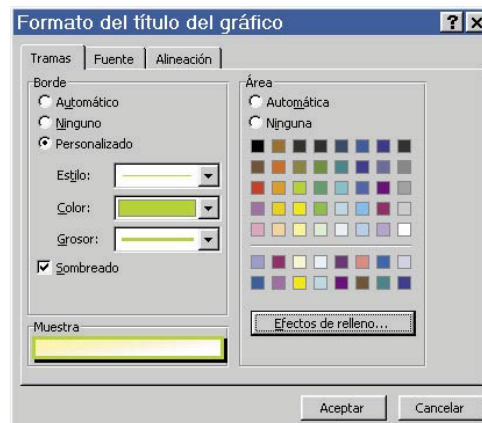 Formato del título del gráfico
Tramas Fuente Alineación
Borde
Automático
Ninguno
Personalizado
Estilo:
Color:
Grosor:
Sombreado
Muestra
Área
Automática
Ninguna
Efectos de relleno...
Aceptar Cancelar